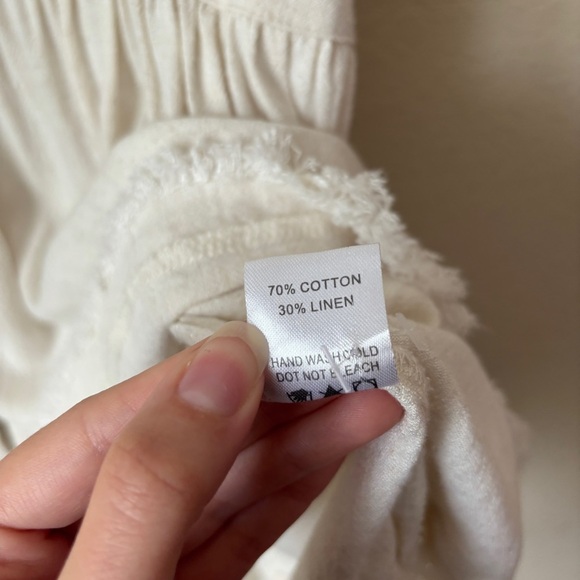 70% COTTON
30% LINEN
HAND WASH COLD
DOT NOT BLEACH